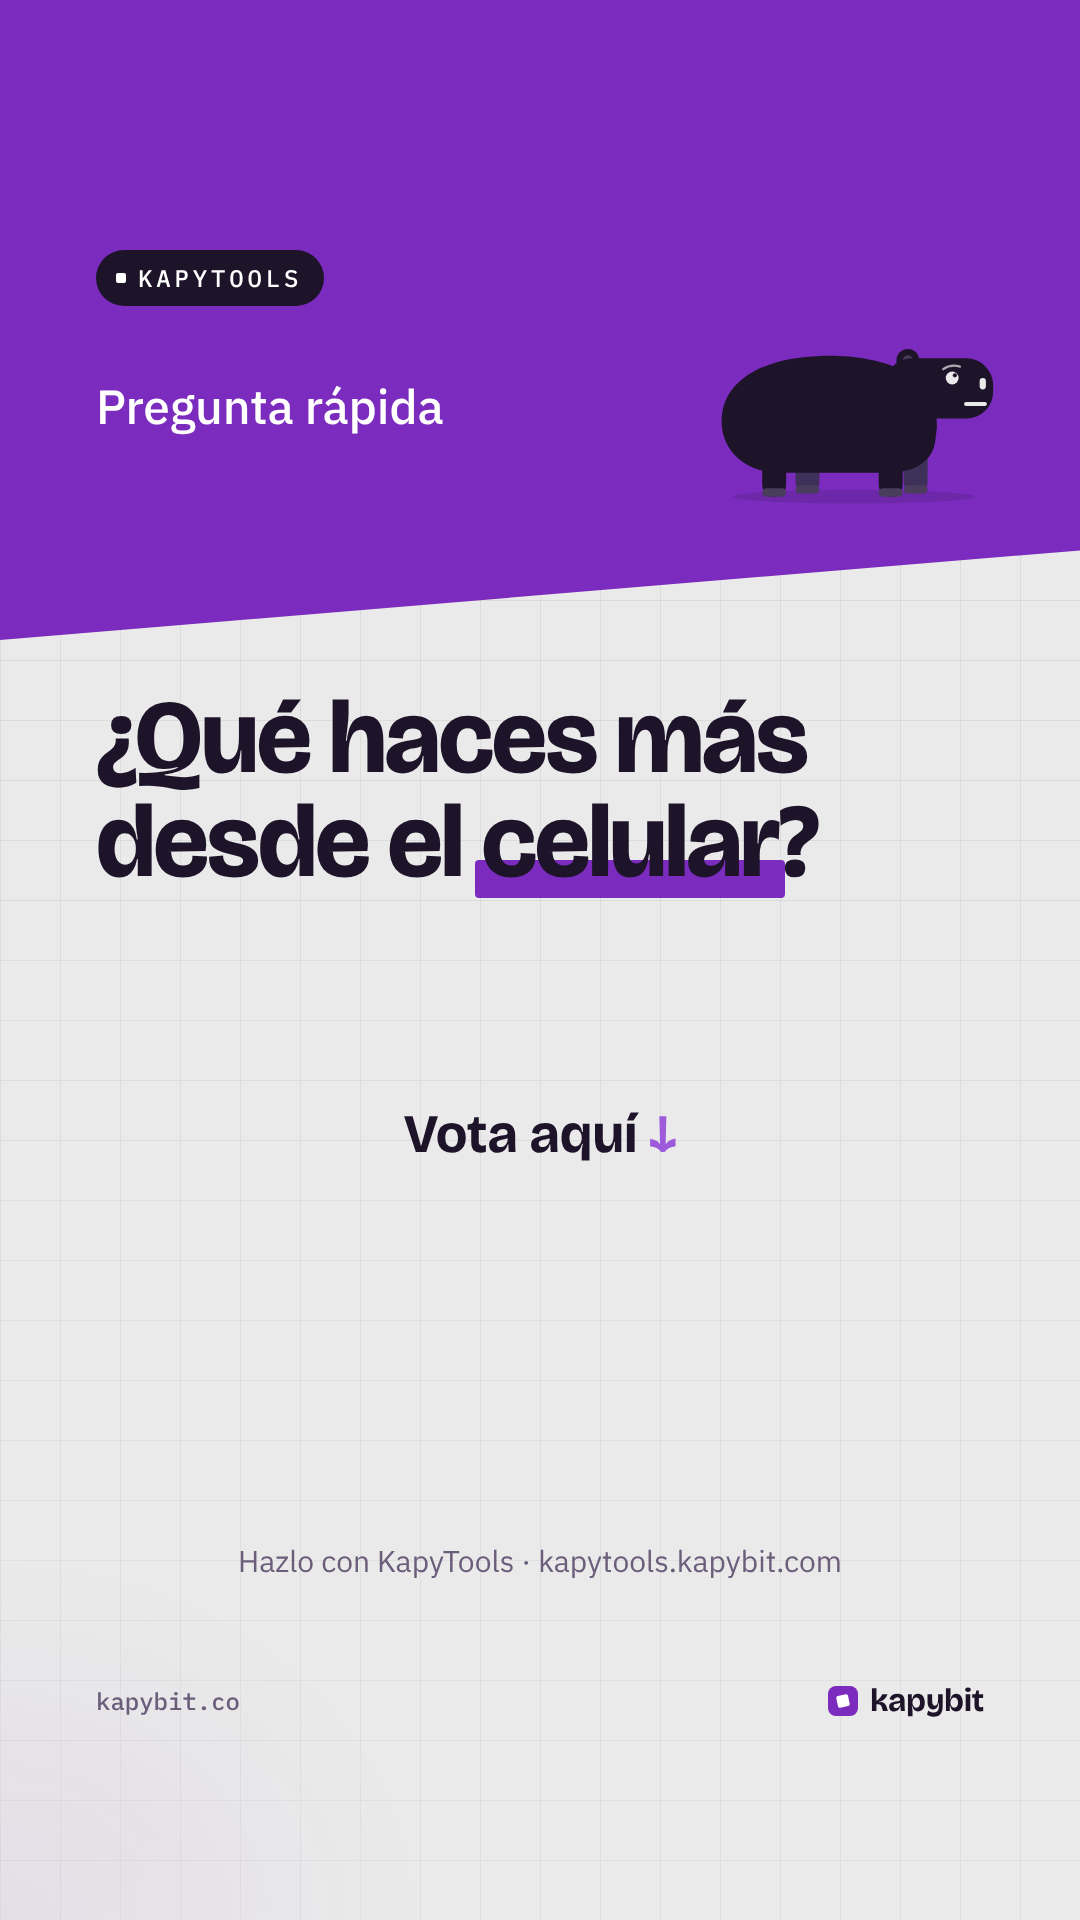 KAPYTOOLS
Pregunta rápida
¿Qué haces más
desde el celular?
Vota aquí ↓
Hazlo con KapyTools · kapytools.kapybit.com
kapybit.co
kapybit